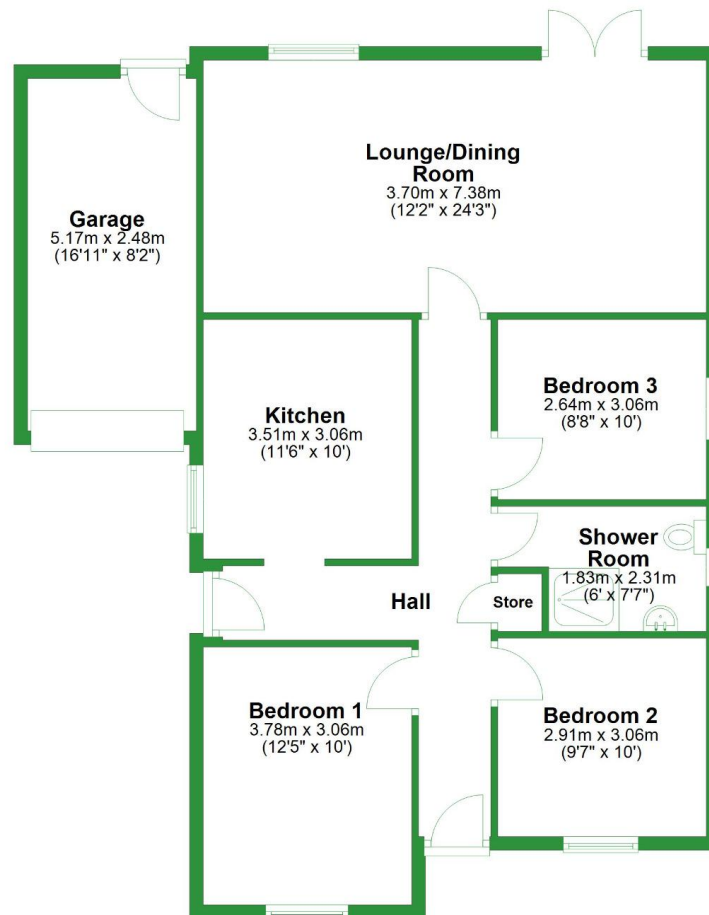 Lounge/Dining
Room
3.70m x 7.38m
(12'2" x 24'3")
Garage
5.17m x 2.48m
(16'11" x 8'2")
Kitchen
3.51m x 3.06m
(11'6" x 10')
Bedroom 3
2.64m x 3.06m
(8'8" x 10')
Shower
Room
1.83m x 2.31m
(6' x 7'7")
Hall
Store
Bedroom 1
3.78m x 3.06m
(12'5" x 10')
Bedroom 2
2.91m x 3.06m
(9'7" x 10')